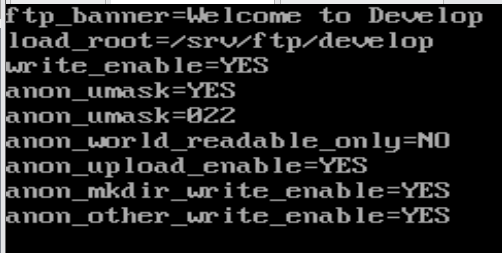 ftp_banner=Welcome to Develop
load_root=/srv/ftp/develop
write_enable=YES
anon_umask=YES
anon_umask=022
anon_world_readable_only=NO
anon_upload_enable=YES
anon_mkdir_write_enable=YES
anon_other_write_enable=YES